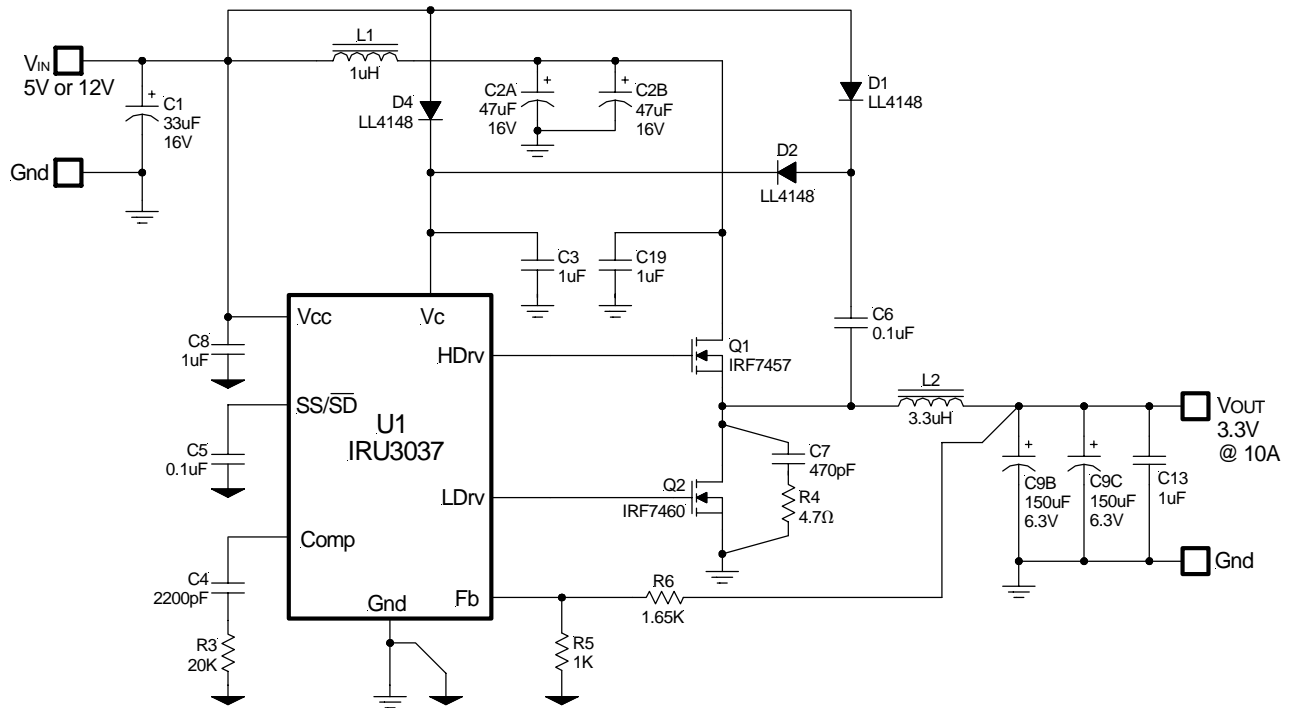 VIN
5V or 12V
Gnd
C1
33uF
16V
L1
1uH
D4
LL4148
C2A
47uF
16V
C2B
47uF
16V
D1
LL4148
D2
LL4148
C3
1uF
C19
1uF
C6
0.1uF
C8
1uF
C5
0.1uF
C4
2200pF
R3
20K
Vcc
Vc
HDrv
SS/SD
U1
IRU3037
LDrv
Comp
Fb
Gnd
Q1
IRF7457
Q2
IRF7460
C7
470pF
R4
4.7Ω
L2
3.3uH
R6
1.65K
R5
1K
C9B
150uF
6.3V
C9C
150uF
6.3V
C13
1uF
VOUT
3.3V
@ 10A
Gnd